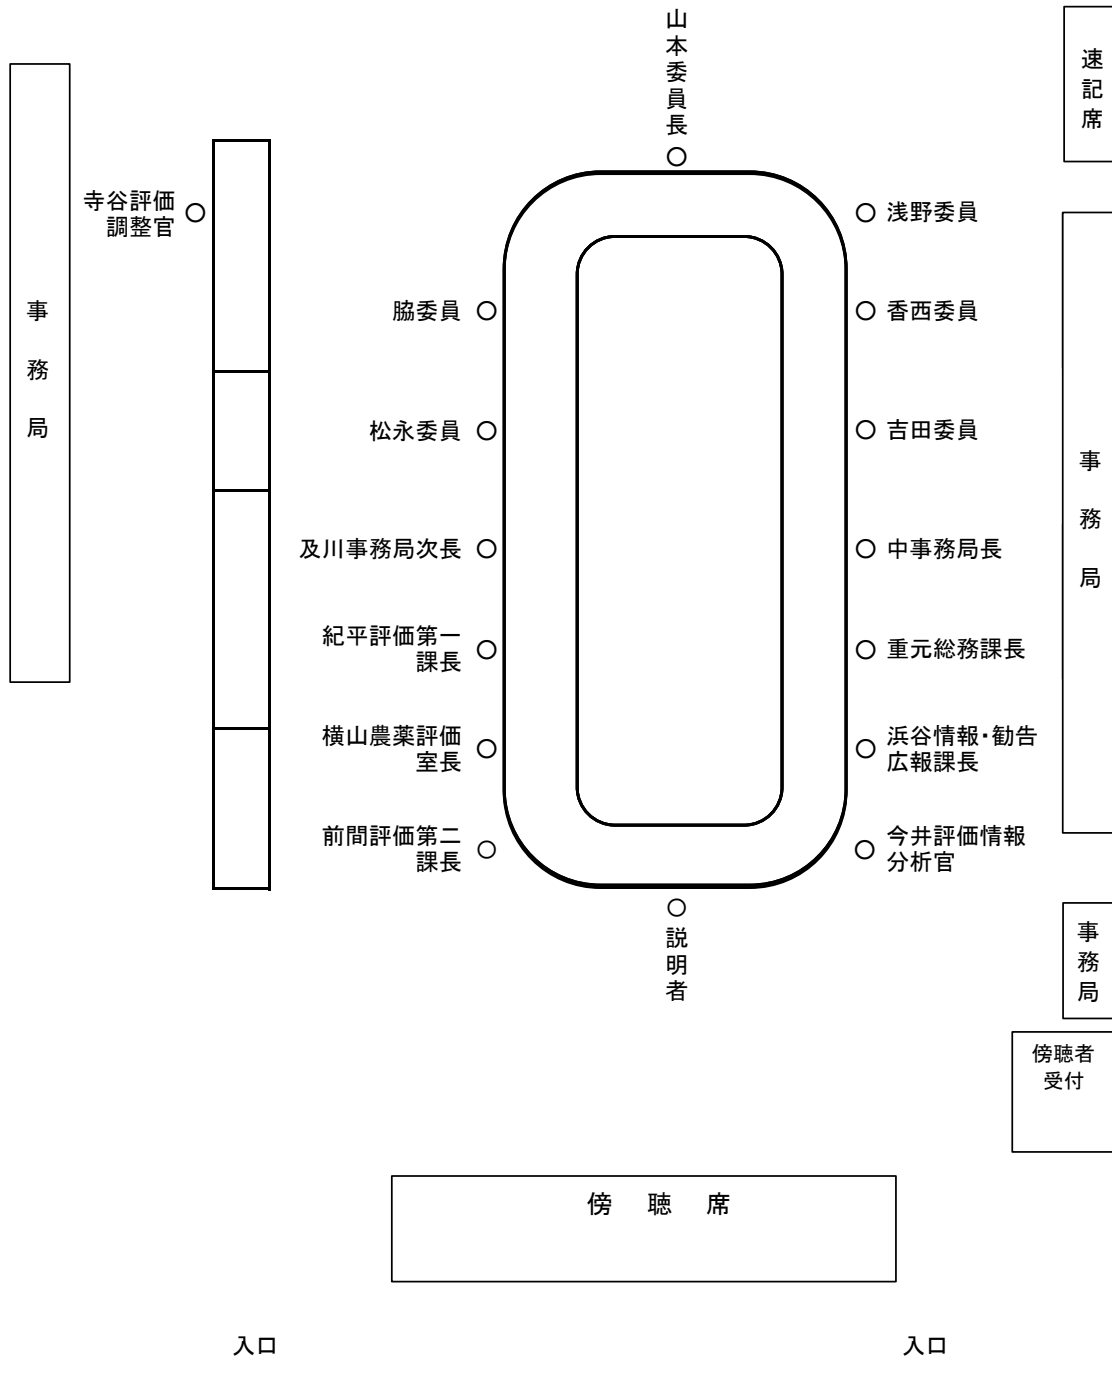 山本委員長
速記席
事務局
寺谷評価
調整官
浅野委員
脇委員
香西委員
松永委員
吉田委員
事務局
及川事務局次長
中事務局長
紀平評価第一
課長
重元総務課長
横山農薬評価
室長
浜谷情報・勧告
広報課長
前間評価第二
課長
今井評価情報
分析官
説明者
事務局
傍聴者
受付
傍聴席
入口
入口